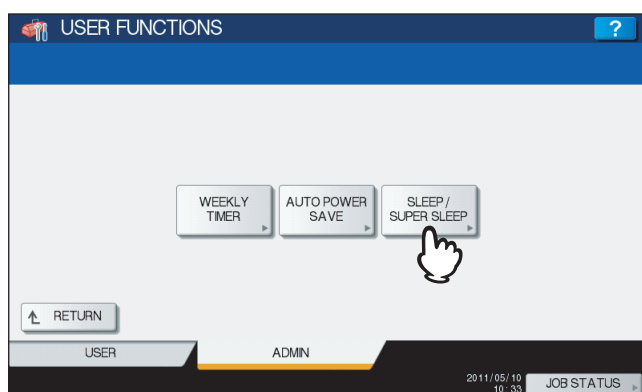 USER FUNCTIONS
?
WEEKLY
TIMER
AUTO POWER
SAVE
SLEEP /
SUPER SLEEP
RETURN
USER
ADMIN
2011/05/10
10:33
JOB STATUS